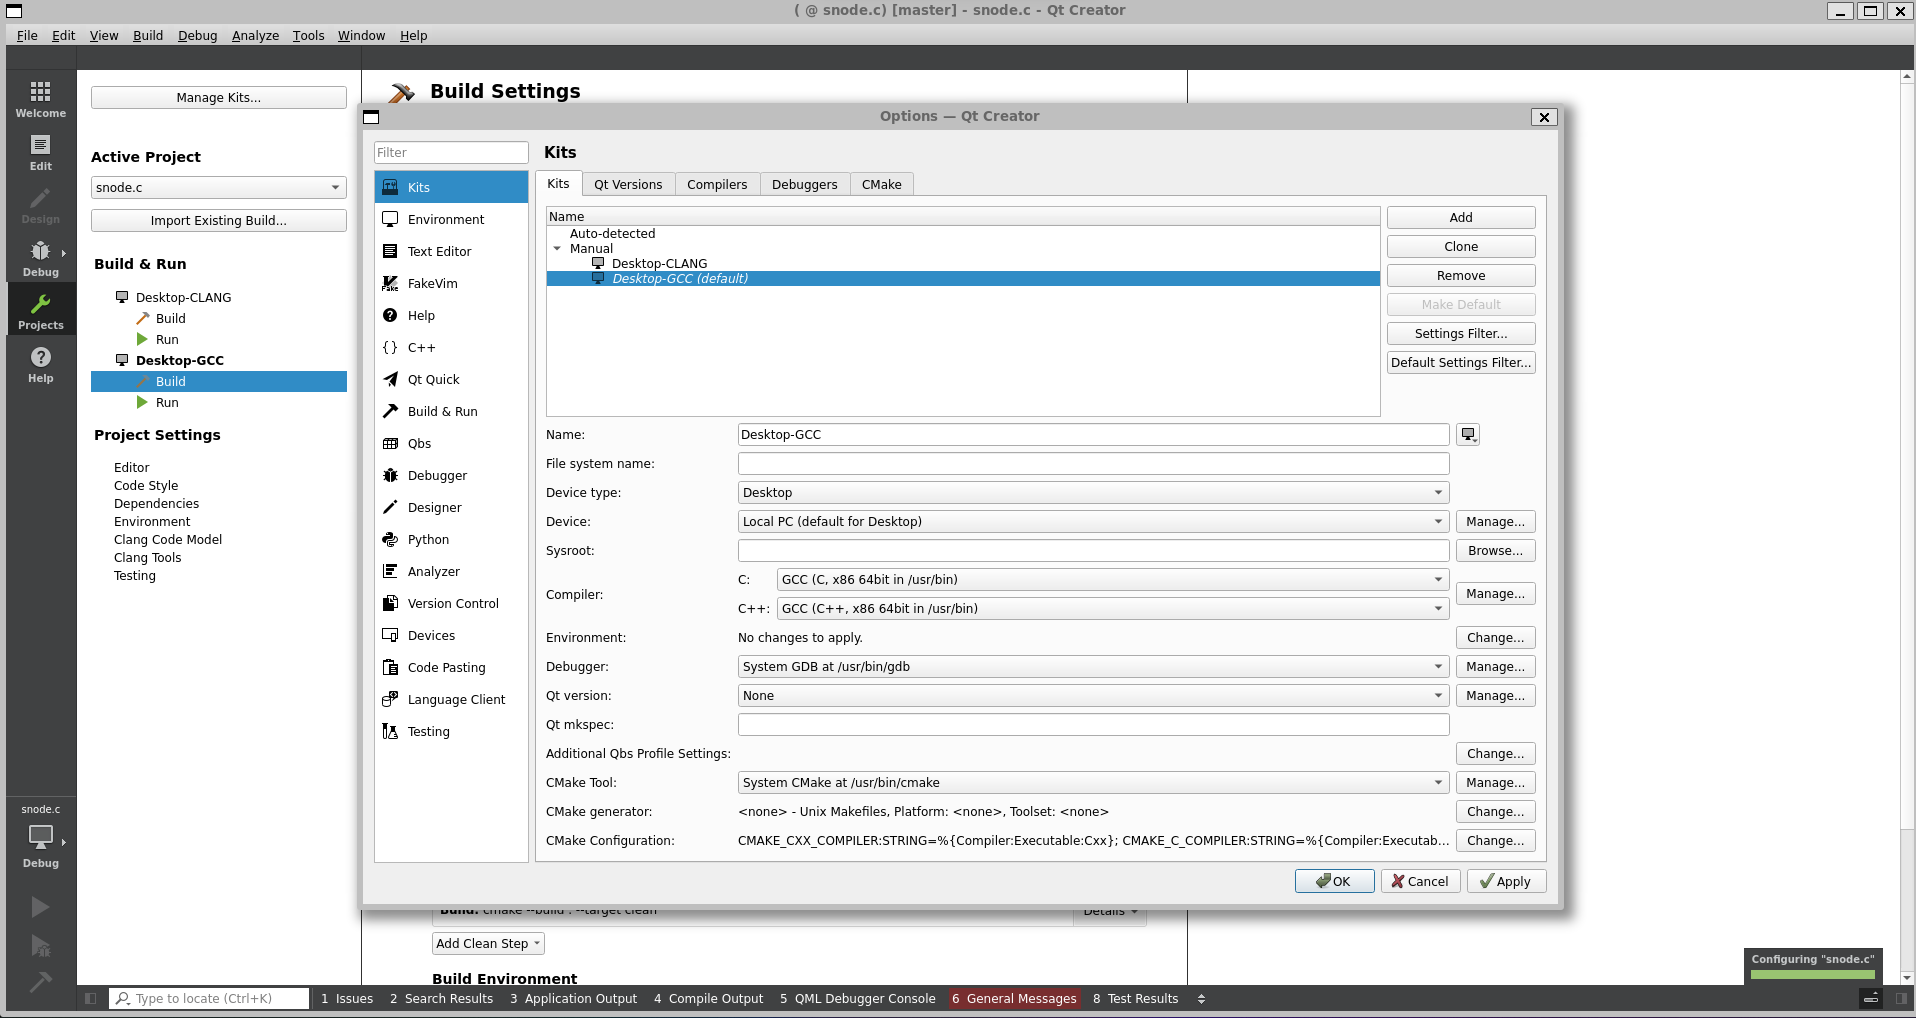 ( @ snode.c) [master] - snode.c - Qt Creator
File Edit View Build Debug Analyze Tools Window Help
Welcome
Edit
Design
Debug
Projects
Help
snode.c
Debug
Manage Kits...
Active Project
snode.c
Import Existing Build...
Build & Run
Desktop-CLANG
Build
Run
Desktop-GCC
Build
Run
Project Settings
Editor
Code Style
Dependencies
Environment
Clang Code Model
Clang Tools
Testing
Build Settings
Options — Qt Creator
Filter
Kits
Environment
Text Editor
FakeVim
Help
C++
Qt Quick
Build & Run
Qbs
Debugger
Designer
Python
Analyzer
Version Control
Devices
Code Pasting
Language Client
Testing
Kits
Kits Qt Versions Compilers Debuggers CMake
Name
Auto-detected
Manual
Desktop-CLANG
Desktop-GCC (default)
Add
Clone
Remove
Make Default
Settings Filter...
Default Settings Filter...
Name: Desktop-GCC
File system name:
Device type: Desktop
Device: Local PC (default for Desktop) Manage...
Sysroot: Browse...
Compiler: C: GCC (C, x86 64bit in /usr/bin) Manage...
C++: GCC (C++, x86 64bit in /usr/bin)
Environment: No changes to apply. Change...
Debugger: System GDB at /usr/bin/gdb Manage...
Qt version: None Manage...
Qt mkspec:
Additional Qbs Profile Settings: Change...
CMake Tool: System CMake at /usr/bin/cmake Manage...
CMake generator: <none> - Unix Makefiles, Platform: <none>, Toolset: <none> Change...
CMake Configuration: CMAKE_CXX_COMPILER:STRING=%{Compiler:Executable:Cxx}; CMAKE_C_COMPILER:STRING=%{Compiler:Executab... Change...
OK Cancel Apply
Build: cmake --build . --target clean Details
Add Clean Step
Build Environment
Configuring "snode.c"
Type to locate (Ctrl+K) 1 Issues 2 Search Results 3 Application Output 4 Compile Output 5 QML Debugger Console 6 General Messages 8 Test Results